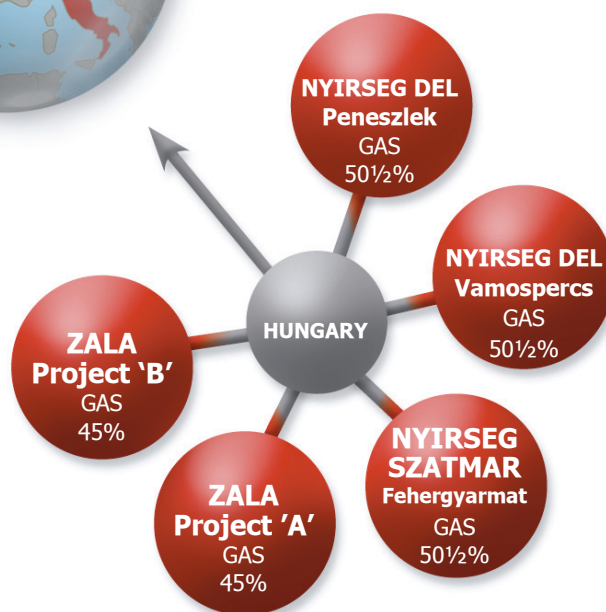 NYIRSEG DEL
Peneszlek
GAS
50½%
NYIRSEG DEL
Vamospercs
GAS
50½%
HUNGARY
ZALA
Project ‘B’
GAS
45%
NYIRSEG
SZATMAR
Fehergyarmat
GAS
50½%
ZALA
Project ’A’
GAS
45%